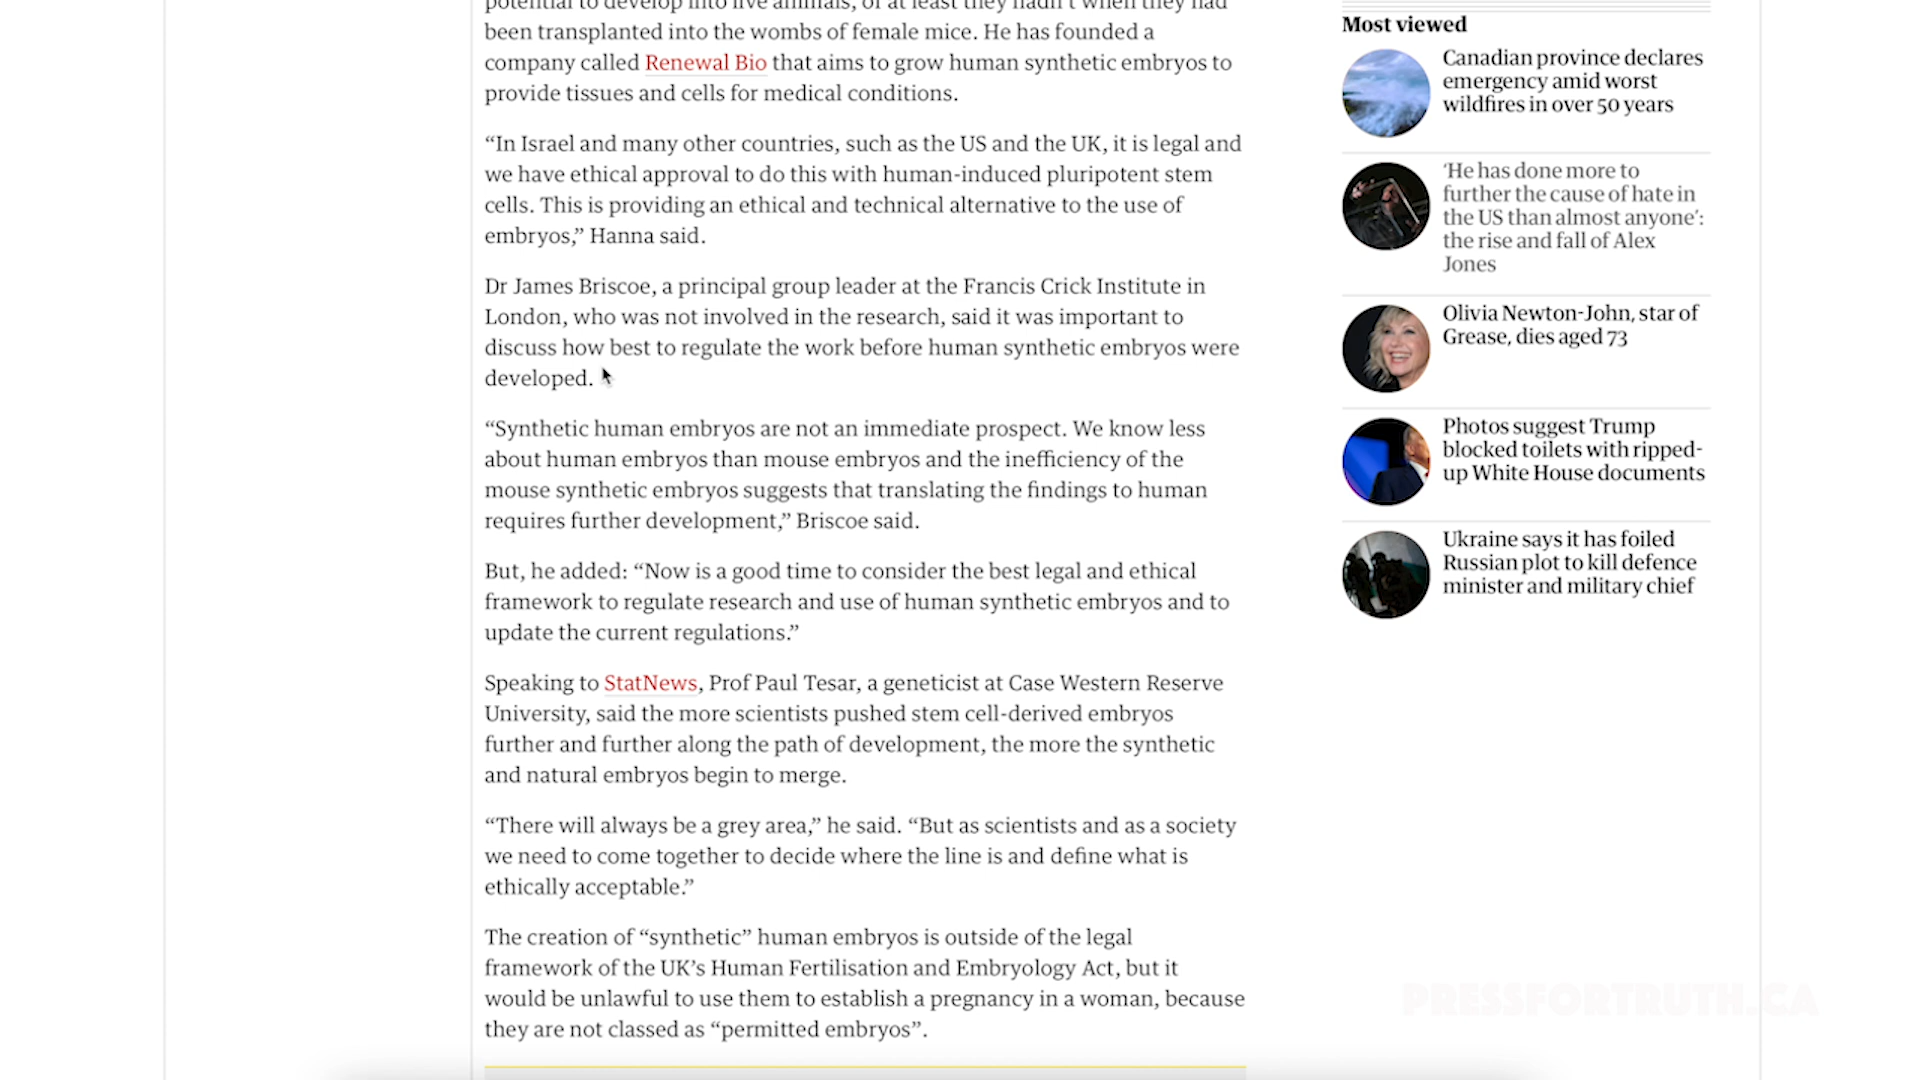 potential to develop into live animals, or at least they hadn't when they had
been transplanted into the wombs of female mice. He has founded a
company called Renewal Bio that aims to grow human synthetic embryos to
provide tissues and cells for medical conditions.
“In Israel and many other countries, such as the US and the UK, it is legal and
we have ethical approval to do this with human-induced pluripotent stem
cells. This is providing an ethical and technical alternative to the use of
embryos,” Hanna said.
Dr James Briscoe, a principal group leader at the Francis Crick Institute in
London, who was not involved in the research, said it was important to
discuss how best to regulate the work before human synthetic embryos were
developed.
“Synthetic human embryos are not an immediate prospect. We know less
about human embryos than mouse embryos and the inefficiency of the
mouse synthetic embryos suggests that translating the findings to human
requires further development,” Briscoe said.
But, he added: “Now is a good time to consider the best legal and ethical
framework to regulate research and use of human synthetic embryos and to
update the current regulations.”
Speaking to StatNews, Prof Paul Tesar, a geneticist at Case Western Reserve
University, said the more scientists pushed stem cell-derived embryos
further and further along the path of development, the more the synthetic
and natural embryos begin to merge.
“There will always be a grey area,” he said. “But as scientists and as a society
we need to come together to decide where the line is and define what is
ethically acceptable.”
The creation of “synthetic” human embryos is outside of the legal
framework of the UK’s Human Fertilisation and Embryology Act, but it
would be unlawful to use them to establish a pregnancy in a woman, because
they are not classed as “permitted embryos”.
Most viewed
Canadian province declares
emergency amid worst
wildfires in over 50 years
‘He has done more to
further the cause of hate in
the US than almost anyone’:
the rise and fall of Alex
Jones
Olivia Newton-John, star of
Grease, dies aged 73
Photos suggest Trump
blocked toilets with ripped-
up White House documents
Ukraine says it has foiled
Russian plot to kill defence
minister and military chief
PRESSFORTRUTH.CA